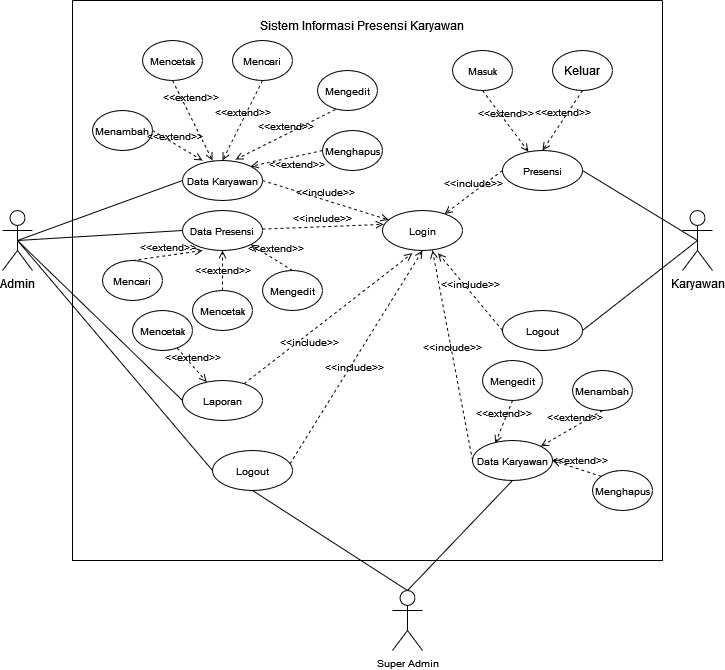 Sistem Informasi Presensi Karyawan
Mencetak
Mencari
Masuk
Keluar
Mengedit
<<extend>>
<<extend>>
<<extend>>
<<extend>>
<<extend>>
Menambah
<<extend>>
Menghapus
<<extend>>
Data Karyawan
Presensi
<<include>>
<<include>>
Data Presensi
<<include>>
Login
<<extend>>
<<extend>>
<<extend>>
Admin
Karyawan
Mencari
Mengedit
<<include>>
Mencetak
Mencetak
Logout
<<include>>
<<include>>
<<extend>>
<<include>>
Mengedit
Menambah
Laporan
<<extend>>
<<extend>>
Logout
Data Karyawan
<<extend>>
Menghapus
Super Admin